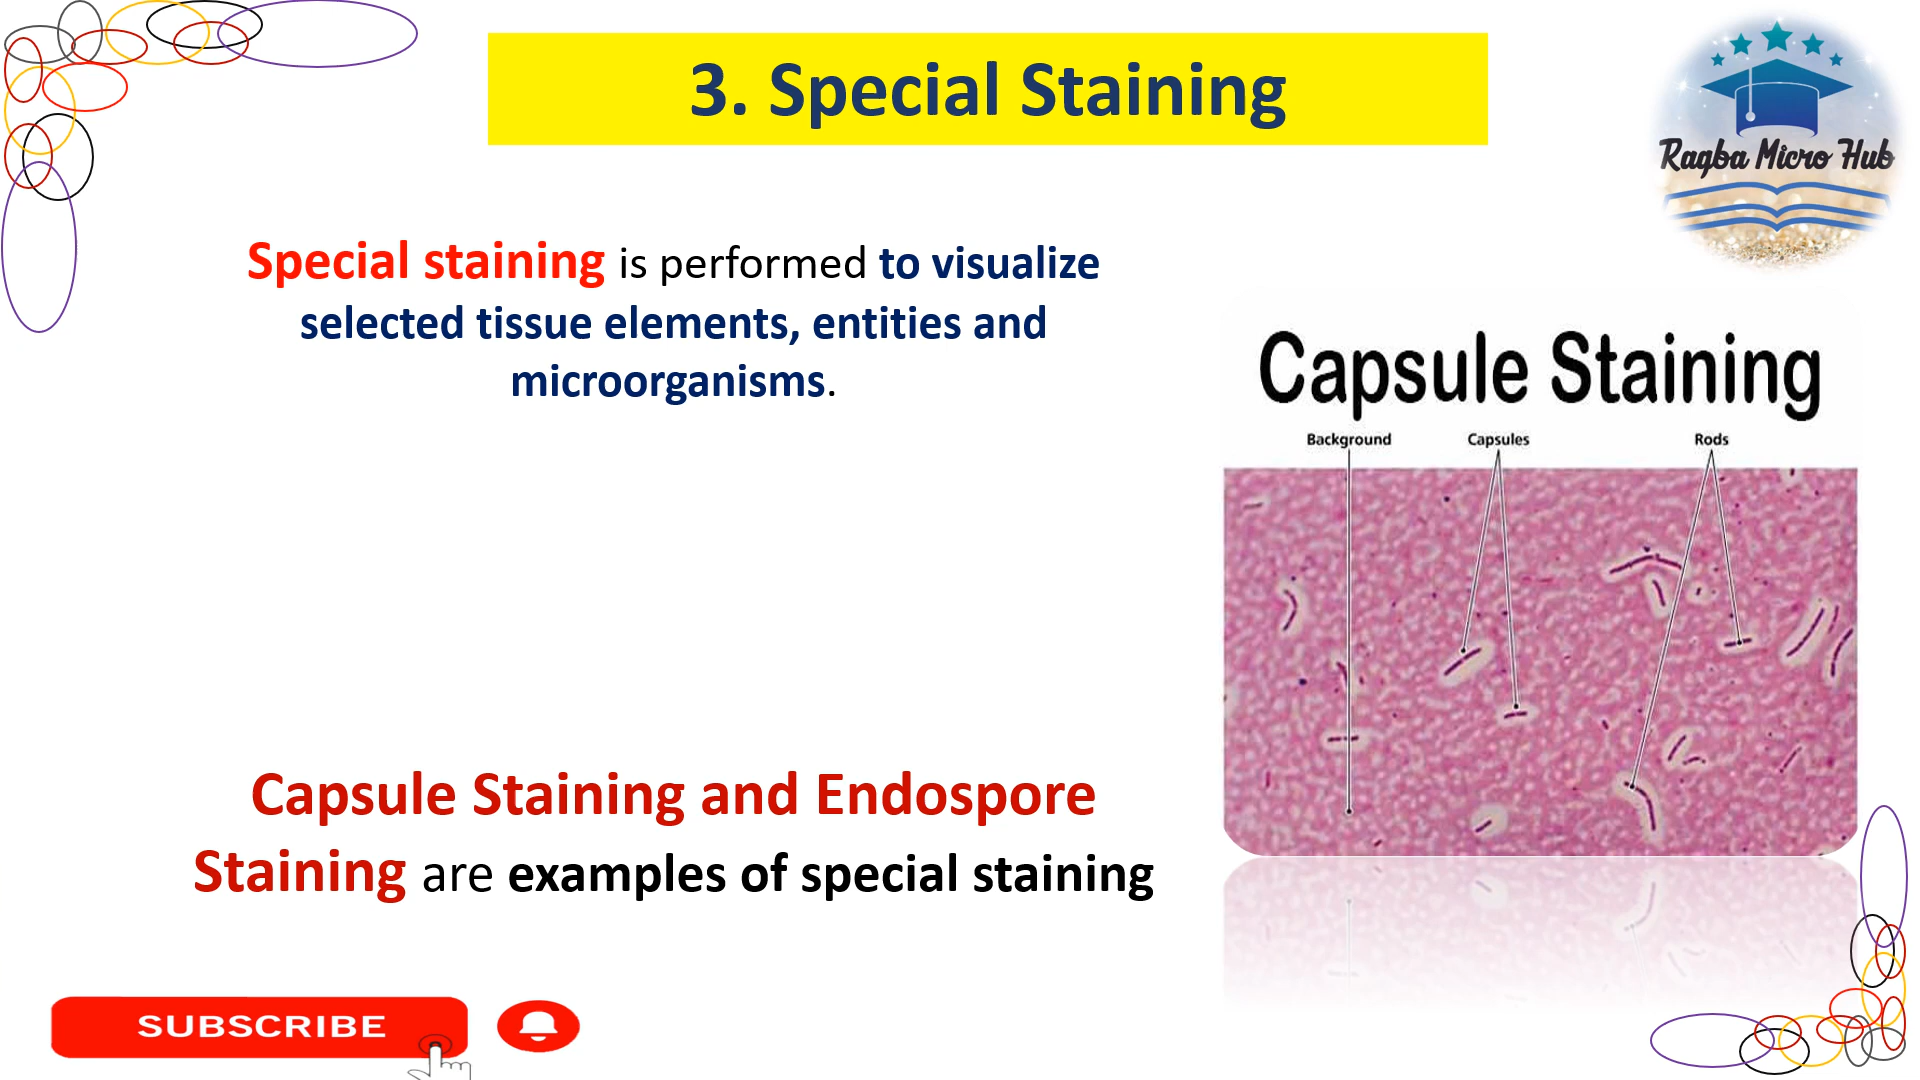 3. Special Staining
Raqba Micro Hub
Special staining is performed to visualize
selected tissue elements, entities and
microorganisms.
Capsule Staining
Background Capsules Rods
Capsule Staining and Endospore
Staining are examples of special staining
SUBSCRIBE